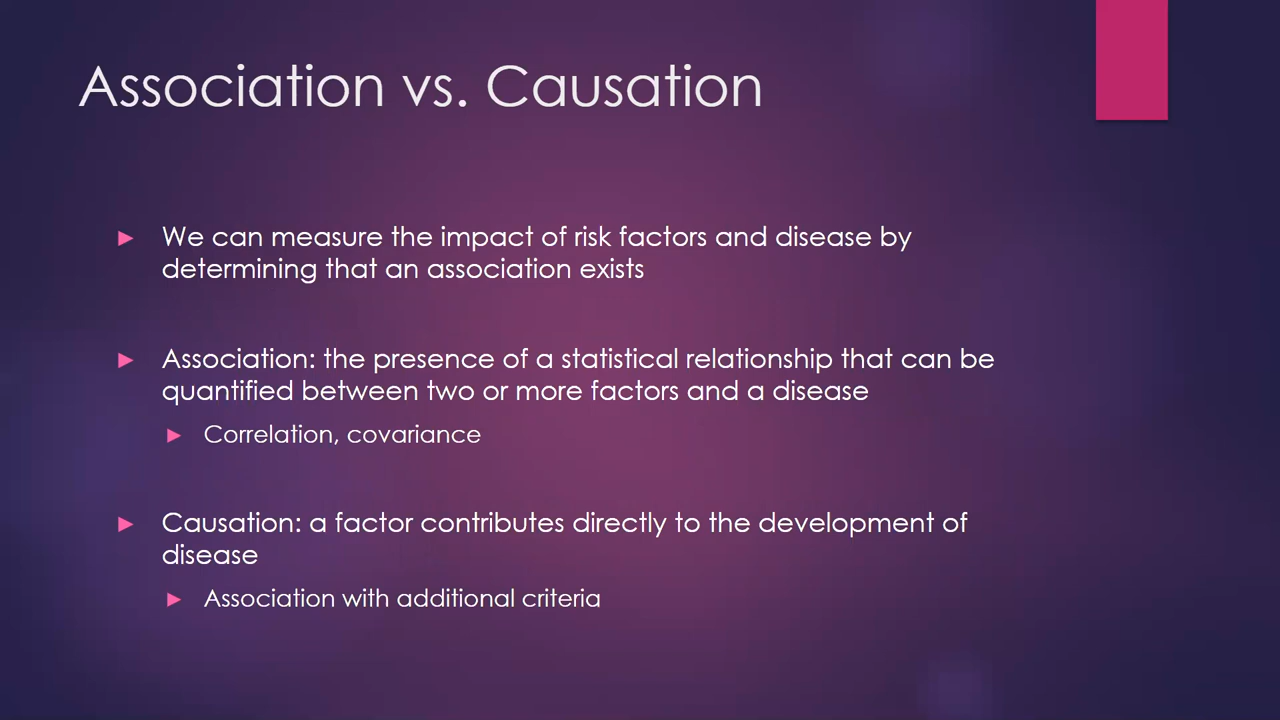 Association vs. Causation
We can measure the impact of risk factors and disease by
determining that an association exists
Association: the presence of a statistical relationship that can be
quantified between two or more factors and a disease
Correlation, covariance
Causation: a factor contributes directly to the development of
disease
Association with additional criteria